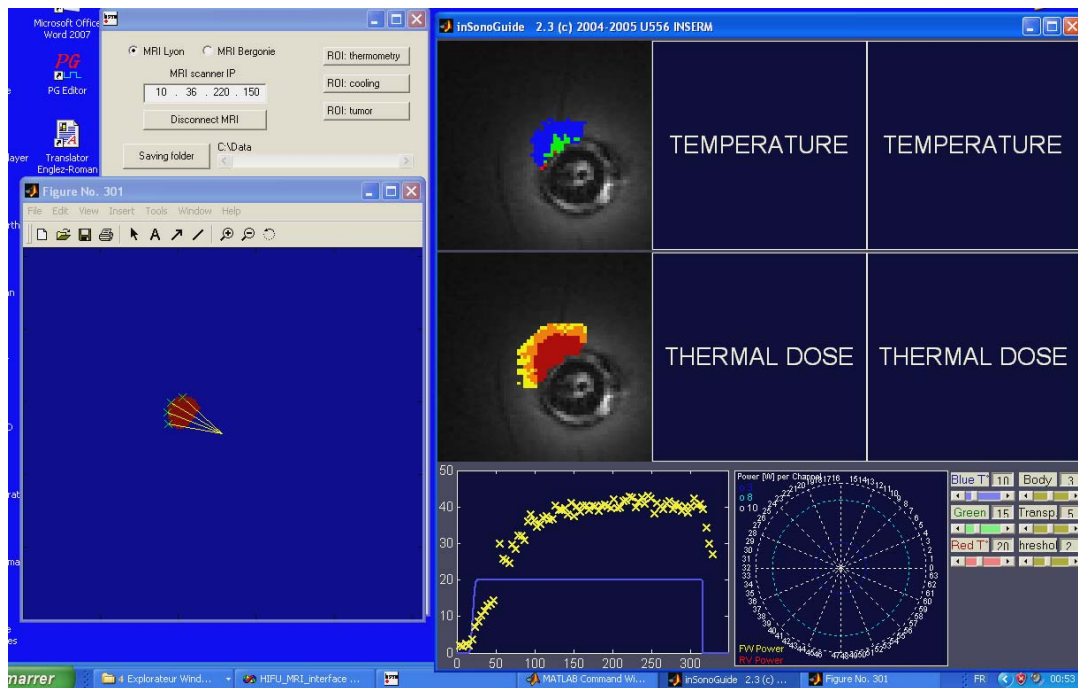 Microsoft Office
Word 2007
PG Editor
Translator
Englez-Roman
MRI Lyon
MRI Bergonie
MRI scanner IP
10 . 36 . 220 . 150
Disconnect MRI
ROI: thermometry
ROI: cooling
ROI: tumor
Saving folder
C:\Data
Figure No. 301
File Edit View Insert Tools Window Help
inSonoGuide 2.3 (c) 2004-2005 U556 INSERM
TEMPERATURE
TEMPERATURE
THERMAL DOSE
THERMAL DOSE
50
40
30
20
10
0
0 50 100 150 200 250 300
Power [W] per Channel
o 8
o 10
FW Power
RV Power
Blue T° 10 Body 3
Green 15 Transp. 5
Red T° 20 hreshol 2
marrer
4 Explorateur Wind...
HIFU_MRI_interface ...
MATLAB Command Wi...
inSonoGuide 2.3 (c) ...
Figure No. 301
FR
00:53